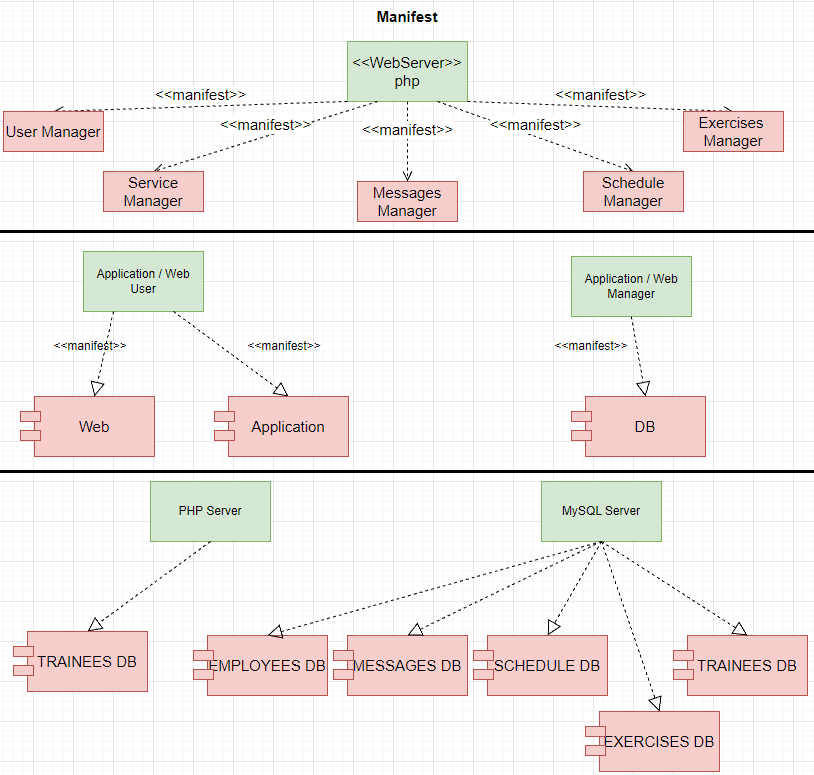 Manifest
<<WebServer>>
php
<<manifest>>
<<manifest>>
<<manifest>>
<<manifest>>
<<manifest>>
User Manager
Service
Manager
Messages
Manager
Schedule
Manager
Exercises
Manager
Application / Web
User
Application / Web
Manager
<<manifest>>
<<manifest>>
<<manifest>>
Web
Application
DB
PHP Server
MySQL Server
TRAINEES DB
EMPLOYEES DB
MESSAGES DB
SCHEDULE DB
TRAINEES DB
EXERCISES DB